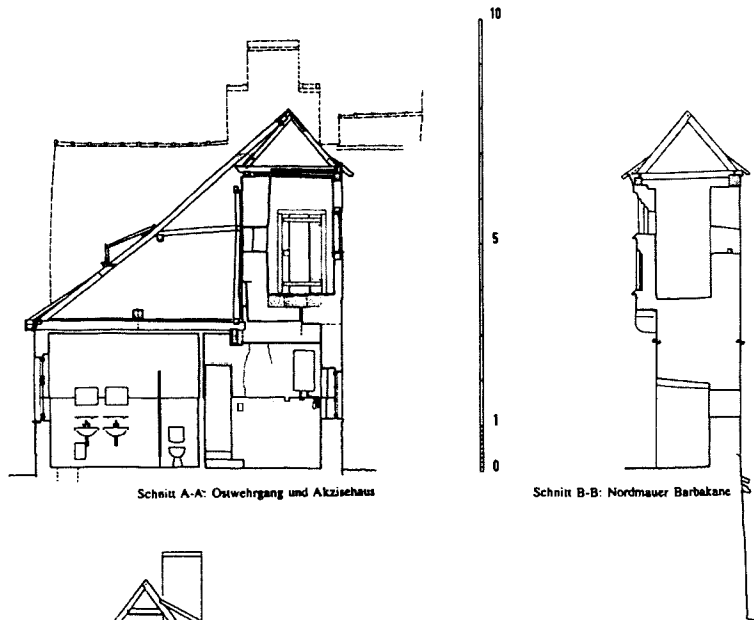 10
5
1
0
Schnitt A-A': Ostwehrgang und Akzisehaus
Schnitt B-B: Nordmauer Barbakane